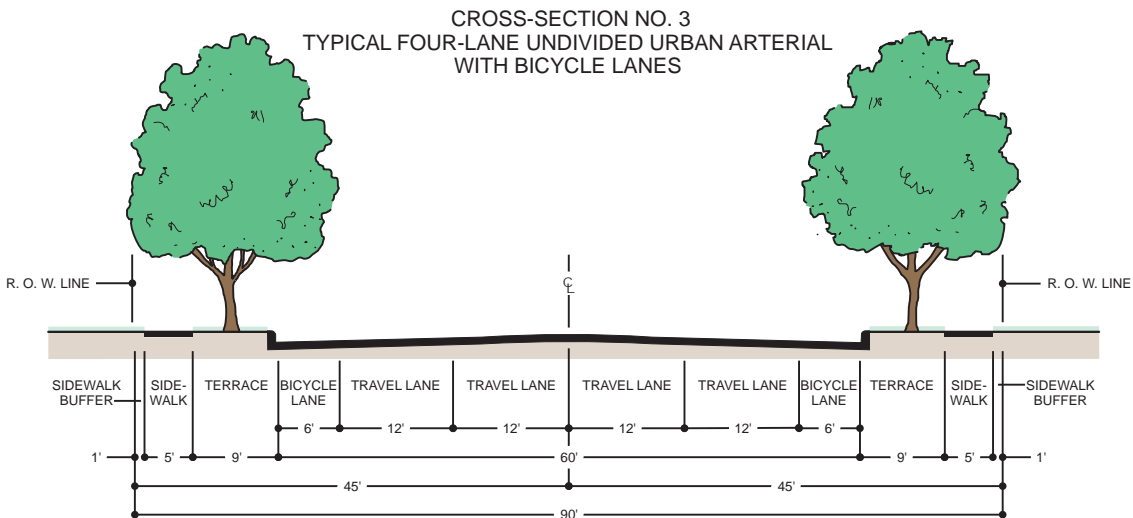 CROSS-SECTION NO. 3
TYPICAL FOUR-LANE UNDIVIDED URBAN ARTERIAL
WITH BICYCLE LANES
R. O. W. LINE
℄
R. O. W. LINE
SIDEWALK BUFFER
SIDE-WALK
TERRACE
BICYCLE LANE
TRAVEL LANE
TRAVEL LANE
TRAVEL LANE
TRAVEL LANE
BICYCLE LANE
TERRACE
SIDE-WALK
SIDEWALK BUFFER
6' 12' 12' 12' 12' 6'
1' 5' 9' 60' 9' 5' 1'
45' 45'
90'